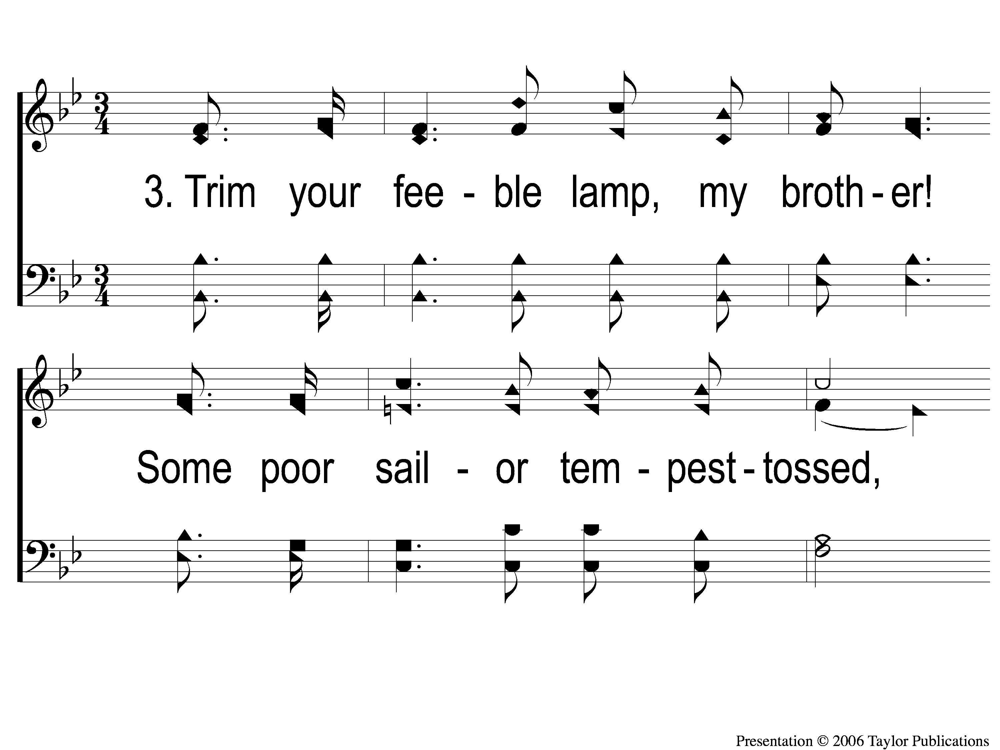 3. Trim your fee - ble lamp, my broth - er!
Some poor sail - or tem - pest - tossed,
Presentation © 2006 Taylor Publications